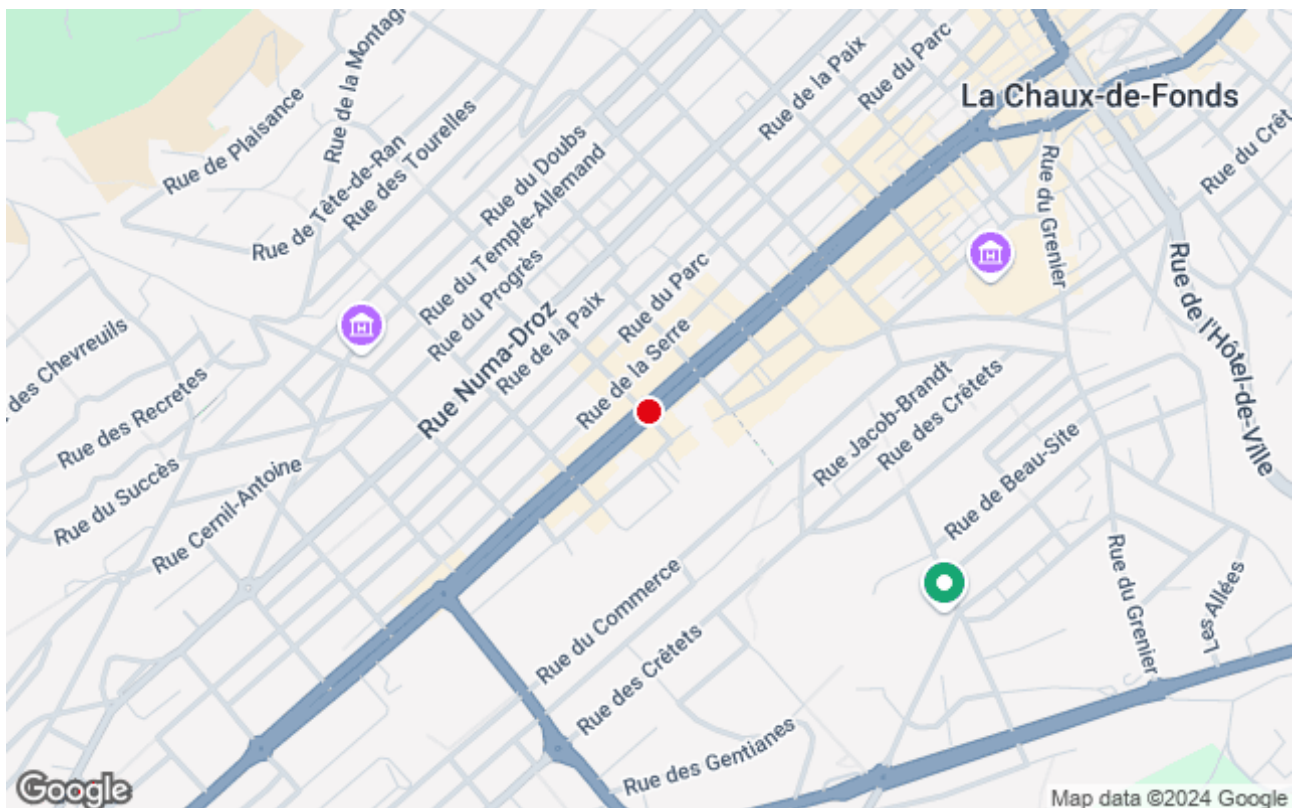 Rue de la Montag
Rue de la Paix
Rue du Parc
La Chaux-de-Fonds
Rue de Plaisance
Rue de Tête-de-Ran
Rue des Tourelles
Rue du Doubs
Rue du Temple-Allemand
Rue du Progrès
Rue du Grenier
Rue du Crêt
Rue Numa-Droz
Rue de la Paix
Rue du Parc
Rue de la Serre
Rue de l'Hôtel-de-Ville
des Chevreuils
Rue des Recretes
Rue du Succès
Rue Cernil-Antoine
Rue Jacob-Brandt
Rue des Crêtets
Rue de Beau-Site
Rue du Commerce
Rue des Crêtets
Rue du Grenier
Les Allées
Rue des Gentianes
Google
Map data ©2024 Google